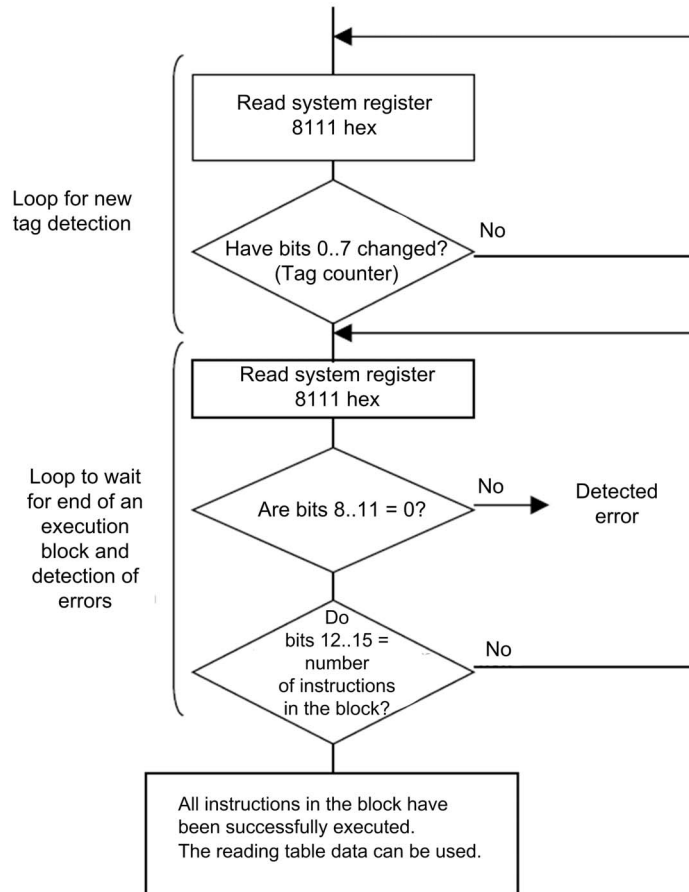 Read system register
8111 hex
Loop for new
tag detection
Have bits 0..7 changed?
(Tag counter)
No
Read system register
8111 hex
Loop to wait
for end of an
execution
block and
detection of
errors
Are bits 8..11 = 0?
No
Detected
error
Do
bits 12..15 =
number
of instructions
in the block?
No
All instructions in the block have
been successfully executed.
The reading table data can be used.